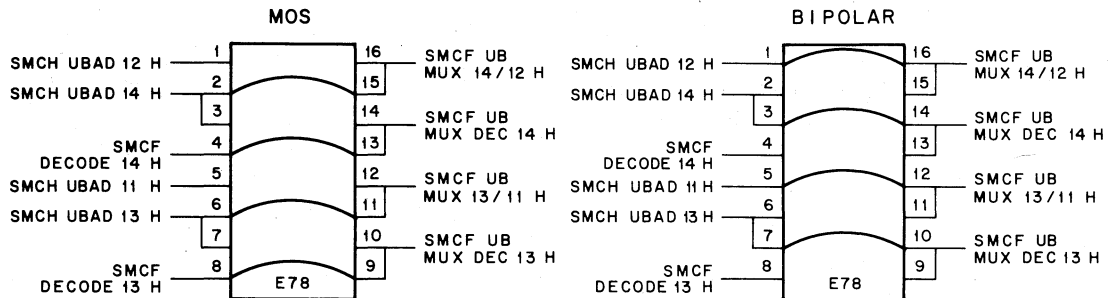 MOS
SMCH UBAD 12 H
SMCH UBAD 14 H
SMCF
DECODE 14 H
SMCH UBAD 11 H
SMCH UBAD 13 H
SMCF
DECODE 13 H
1
2
3
4
5
6
7
8
16
15
14
13
12
11
10
9
E78
SMCF UB
MUX 14/12 H
SMCF UB
MUX DEC 14 H
SMCF UB
MUX 13/11 H
SMCF UB
MUX DEC 13 H
BIPOLAR
SMCH UBAD 12 H
SMCH UBAD 14 H
SMCF
DECODE 14 H
SMCH UBAD 11 H
SMCH UBAD 13 H
SMCF
DECODE 13 H
1
2
3
4
5
6
7
8
16
15
14
13
12
11
10
9
E78
SMCF UB
MUX 14/12 H
SMCF UB
MUX DEC 14 H
SMCF UB
MUX 13/11 H
SMCF UB
MUX DEC 13 H